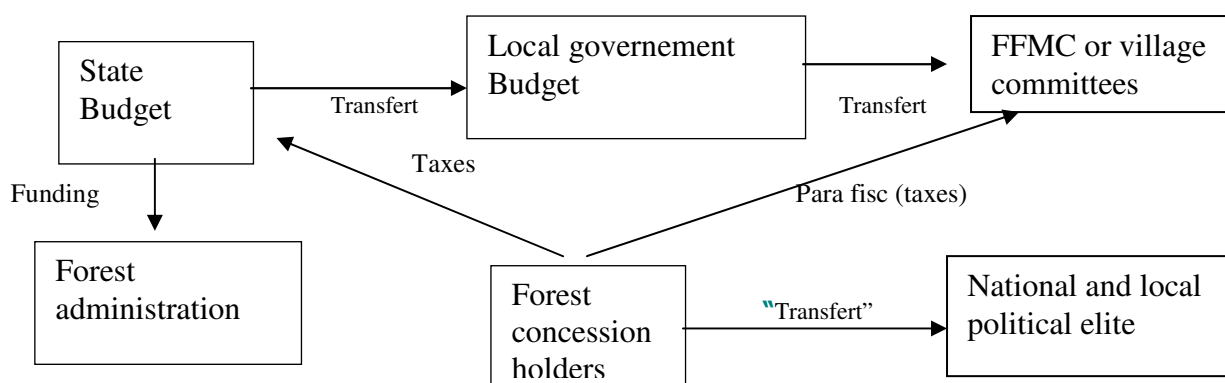 State
Budget
Transfert
Local governement
Budget
Transfert
FFMC or village
committees
Taxes
Funding
Para fisc (taxes)
Forest
administration
Forest
concession
holders
"Transfert”
National and local
political elite